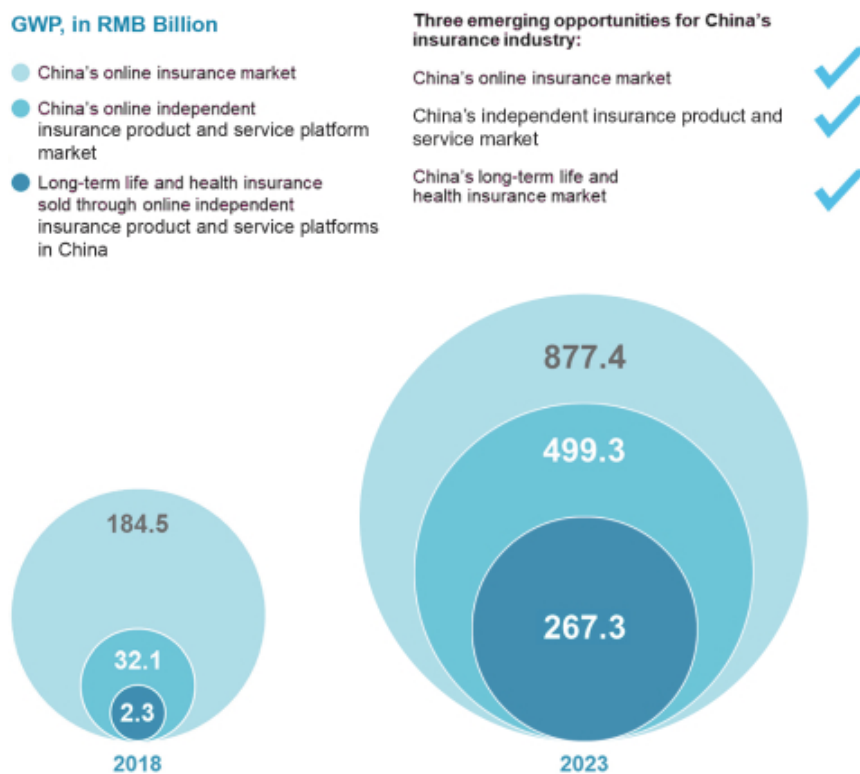 GWP, in RMB Billion
China's online insurance market
China's online independent
insurance product and service platform
market
Long-term life and health insurance
sold through online independent
insurance product and service platforms
in China
Three emerging opportunities for China's
insurance industry:
China's online insurance market
China's independent insurance product and
service market
China's long-term life and
health insurance market
184.5
32.1
2.3
2018
877.4
499.3
267.3
2023